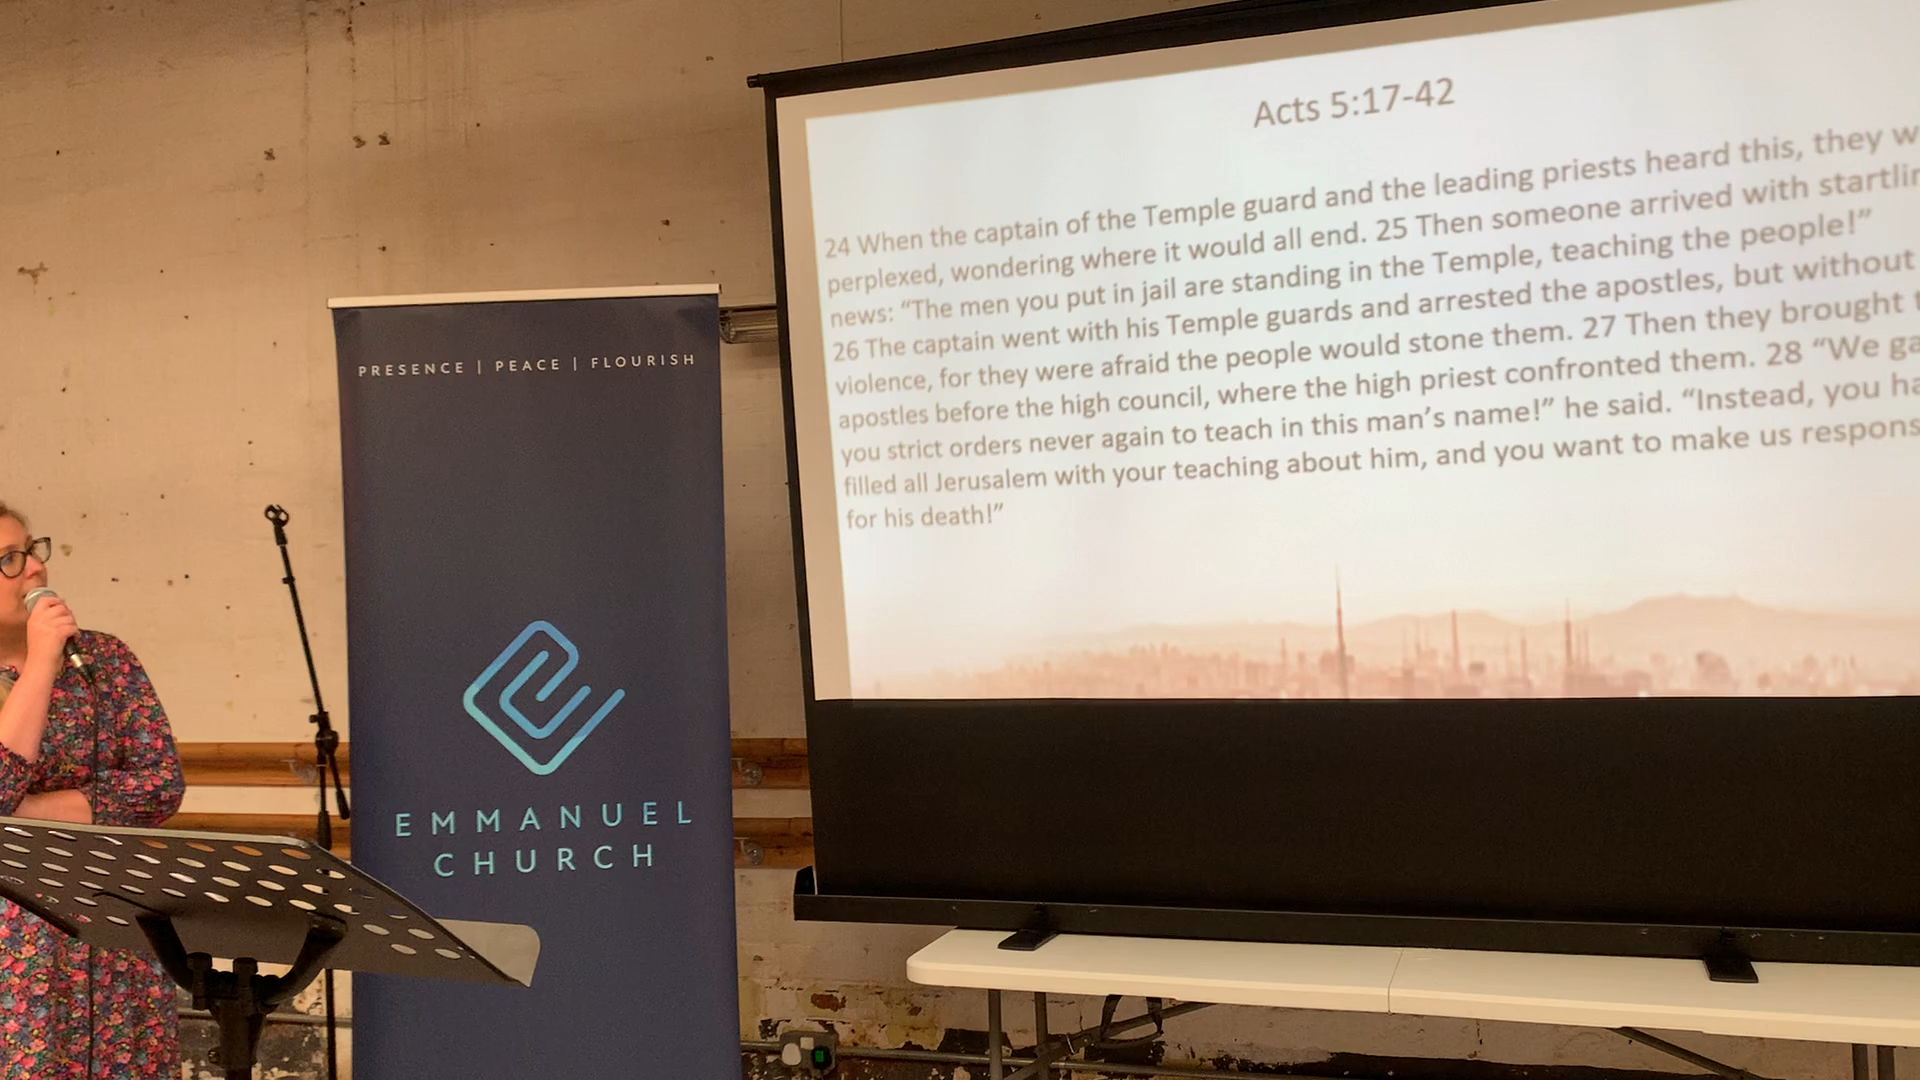 PRESENCE | PEACE | FLOURISH
EMMANUEL
CHURCH
Acts 5:17-42
24 When the captain of the Temple guard and the leading priests heard this, they
perplexed, wondering where it would all end. 25 Then someone arrived with
news: “The men you put in jail are standing in the Temple, teaching the people!”
26 The captain went with his Temple guards and arrested the apostles, but without
violence, for they were afraid the people would stone them. 27 Then they brought
apostles before the high council, where the high priest confronted them. 28 “We
you strict orders never again to teach in this man’s name!” he said. “Instead, you
filled all Jerusalem with your teaching about him, and you want to make us
for his death!”